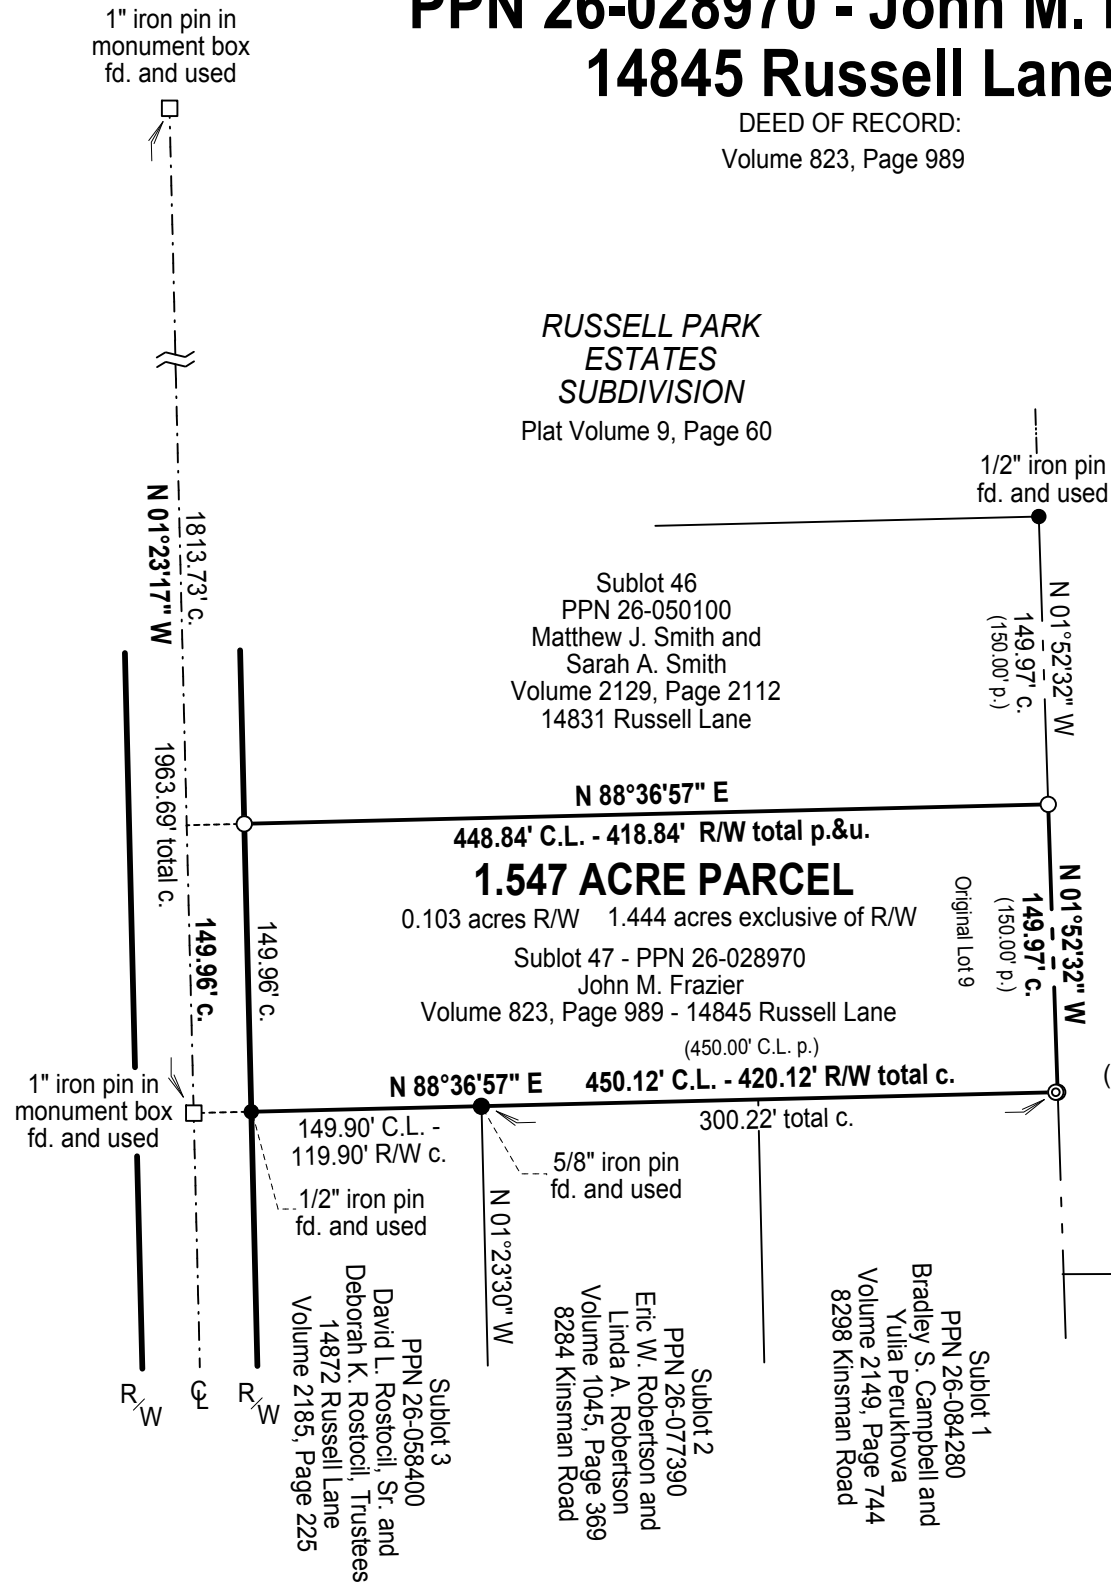 PPN 26-028970 - John M.
14845 Russell Lane
DEED OF RECORD:
Volume 823, Page 989
1" iron pin in
monument box
fd. and used
RUSSELL PARK
ESTATES
SUBDIVISION
Plat Volume 9, Page 60
1/2" iron pin
fd. and used
N 01°23'17" W
1813.73' c.
Sublot 46
PPN 26-050100
Matthew J. Smith and
Sarah A. Smith
Volume 2129, Page 2112
14831 Russell Lane
N 01°52'32" W
149.97' c.
(150.00' p.)
1963.69' total c.
N 88°36'57" E
448.84' C.L. - 418.84' R/W total p.&u.
1.547 ACRE PARCEL
0.103 acres R/W 1.444 acres exclusive of R/W
Sublot 47 - PPN 26-028970
John M. Frazier
Volume 823, Page 989 - 14845 Russell Lane
(450.00' C.L. p.)
149.96' c.
149.96' c.
Original Lot 9
N 01°52'32" W
149.97' c.
(150.00' p.)
N 88°36'57" E 450.12' C.L. - 420.12' R/W total c.
1" iron pin in
monument box
fd. and used
149.90' C.L. -
119.90' R/W c.
300.22' total c.
(
1/2" iron pin
fd. and used
5/8" iron pin
fd. and used
N 01°23'30" W
R/W
CL
R/W
Sublot 3
PPN 26-058400
David L. Rostocil, Sr. and
Deborah K. Rostocil, Trustees
14872 Russell Lane
Volume 2185, Page 225
Sublot 2
PPN 26-077390
Eric W. Robertson and
Linda A. Robertson
Volume 1045, Page 369
8284 Kinsman Road
Sublot 1
PPN 26-084280
Bradley S. Campbell and
Yulia Perukhova
Volume 2149, Page 744
8298 Kinsman Road